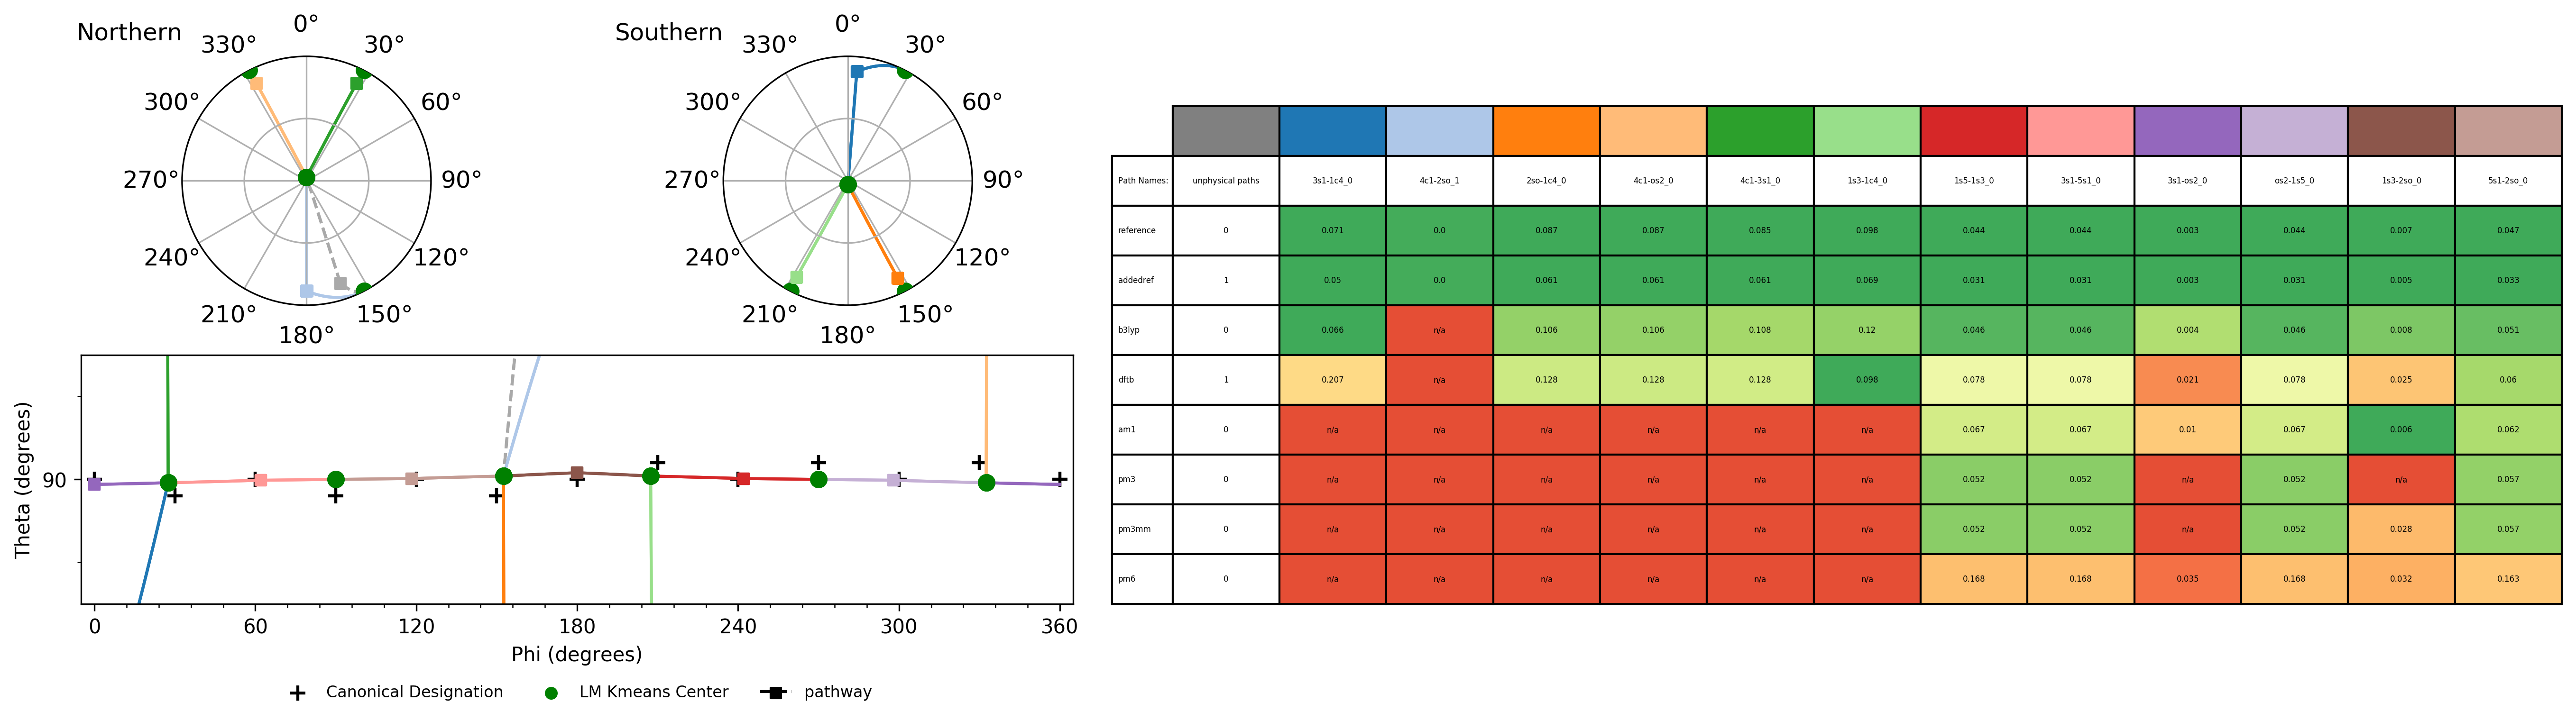 Northern
0°
30°
60°
90°
120°
150°
180°
210°
240°
270°
300°
330°
Southern
0°
30°
60°
90°
120°
150°
180°
210°
240°
270°
300°
330°
Theta (degrees)
90
0 60 120 180 240 300 360
Phi (degrees)
Canonical Designation LM Kmeans Center pathway
Path Names: unphysical paths 3s1-1c4_0 4c1-2so_1 2so-1c4_0 4c1-os2_0 4c1-3s1_0 1s3-1c4_0 1s5-1s3_0 3s1-5s1_0 3s1-os2_0 os2-1s5_0 1s3-2so_0 5s1-2so_0
reference 0 0.071 0.0 0.087 0.087 0.085 0.098 0.044 0.044 0.003 0.044 0.007 0.047
addedref 1 0.05 0.0 0.061 0.061 0.061 0.069 0.031 0.031 0.003 0.031 0.005 0.033
b3lyp 0 0.066 n/a 0.106 0.106 0.108 0.12 0.046 0.046 0.004 0.046 0.008 0.051
dftb 1 0.207 n/a 0.128 0.128 0.128 0.098 0.078 0.078 0.021 0.078 0.025 0.06
am1 0 n/a n/a n/a n/a n/a n/a 0.067 0.067 0.01 0.067 0.006 0.062
pm3 0 n/a n/a n/a n/a n/a n/a 0.052 0.052 n/a 0.052 n/a 0.057
pm3mm 0 n/a n/a n/a n/a n/a n/a 0.052 0.052 n/a 0.052 0.028 0.057
pm6 0 n/a n/a n/a n/a n/a n/a 0.168 0.168 0.035 0.168 0.032 0.163